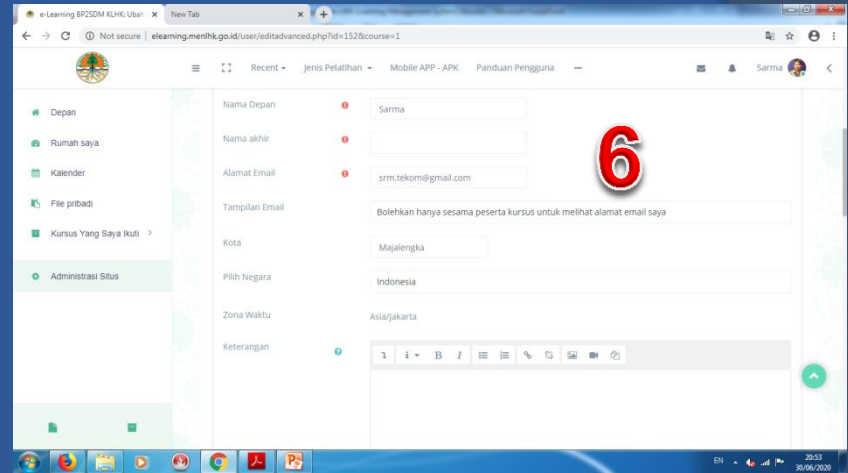 e-Learning BP2SDM KLHK: Ubah
New Tab
Not secure | elearning.menlhk.go.id/user/editadvanced.php?id=152&course=1
Recent
Jenis Pelatihan
Mobile APP - APK
Panduan Pengguna
Sarma
Depan
Rumah saya
Kalender
File pribadi
Kursus Yang Saya Ikuti
Administrasi Situs
Nama Depan
Sarma
Nama akhir
Alamat Email
srm.tekom@gmail.com
Tampilan Email
Bolehkan hanya sesama peserta kursus untuk melihat alamat email saya
Kota
Majalengka
Pilih Negara
Indonesia
Zona Waktu
Asia/Jakarta
Keterangan
B I
6
EN
20:53
30/06/2020